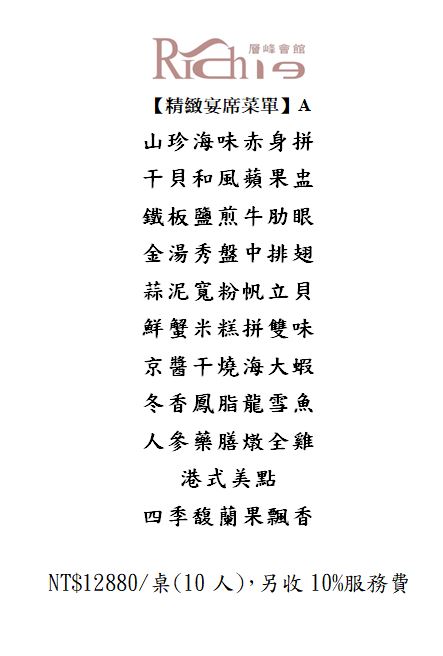 Rich 19 層峰會館
【精緻宴席菜單】A
山珍海味赤身拼
干貝和風蘋果盅
鐵板鹽煎牛肋眼
金湯秀盤中排翅
蒜泥寬粉帆立貝
鮮蟹米糕拼雙味
京醬干燒海大蝦
冬香鳳脂龍雪魚
人參藥膳燉全雞
港式美點
四季馥蘭果飄香
NT$12880/桌(10 人)，另收 10%服務費